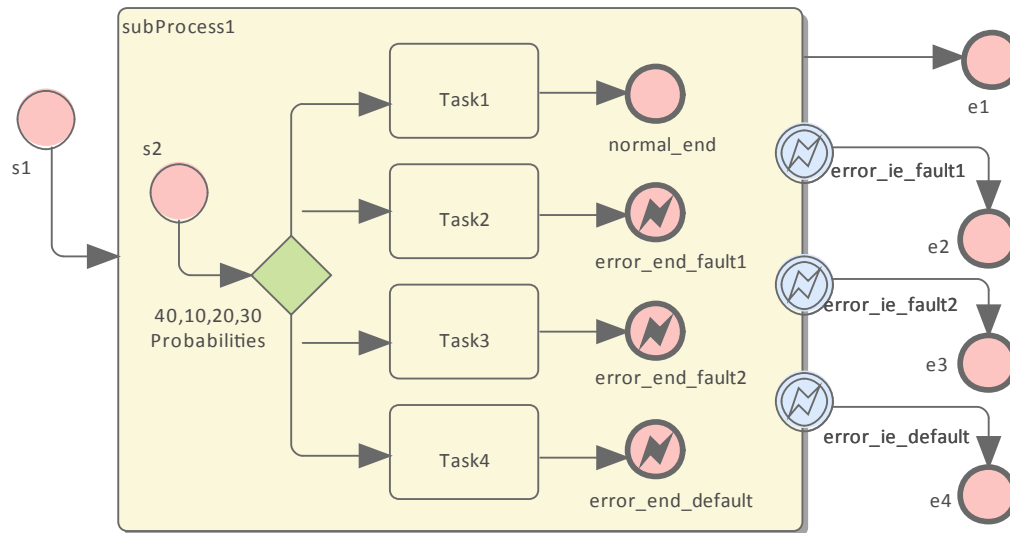 subProcess1
s1
s2
40,10,20,30
Probabilities
Task1
normal_end
Task2
error_end_fault1
Task3
error_end_fault2
Task4
error_end_default
e1
error_ie_fault1
e2
error_ie_fault2
e3
error_ie_default
e4